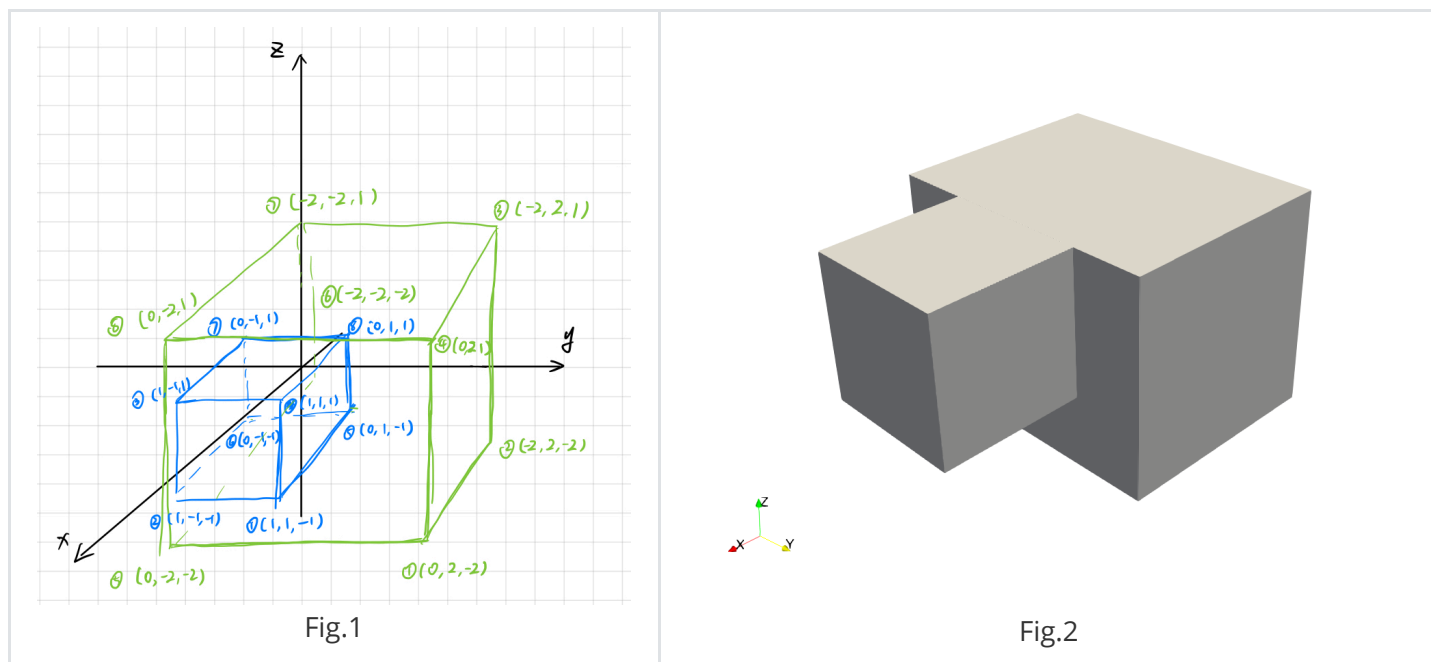 z
⑦ (-2,-2,1)
③ (-2,2,1)
⑥(-2,-2,-2)
⑧ (0,-2,1)
⑦ (0,-1,1)
⑧ (0,1,1)
y
④(0,2,1)
③ (1,-1,1)
(1,1,1)
⑥(0,-1,-1)
(0,1,-1)
②(-2,2,-2)
② (1,-1,-1)
①(1,1,-1)
x
⑤ (0,-2,-2)
①(0,2,-2)
Fig.1
Z
X
Y
Fig.2